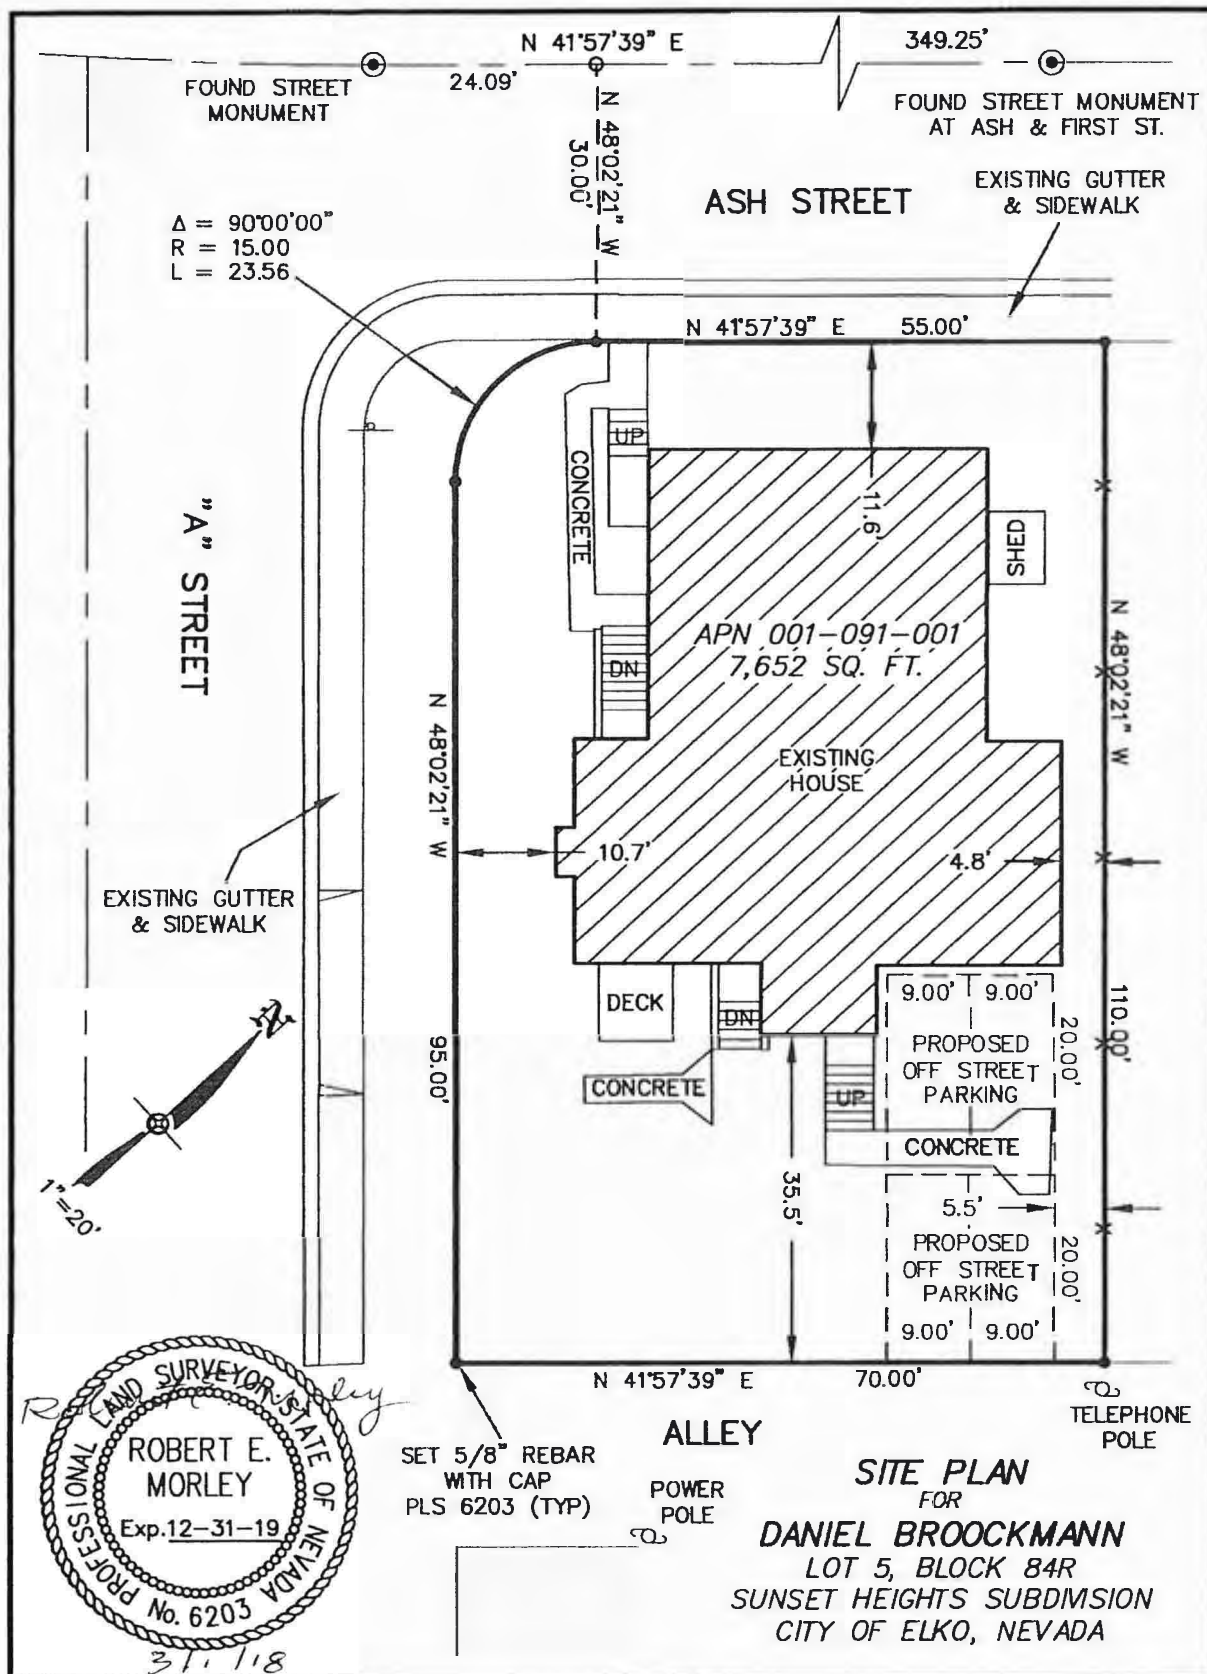 N 41°57'39" E
349.25'
24.09'
FOUND STREET
MONUMENT
FOUND STREET MONUMENT
AT ASH & FIRST ST.
N 48°02'21" W
30.00'
ASH STREET
EXISTING GUTTER
& SIDEWALK
Δ = 90°00'00"
R = 15.00
L = 23.56
N 41°57'39" E 55.00'
UP
CONCRETE
11.6'
SHED
"A" STREET
APN 001-091-001
7,652 SQ. FT.
DN
N 48°02'21" W
N 48°02'21" W
EXISTING
HOUSE
10.7'
4.8'
EXISTING GUTTER
& SIDEWALK
DECK
DN
9.00' 9.00'
20.00'
110.00'
PROPOSED
OFF STREET
PARKING
95.00'
CONCRETE
UP
CONCRETE
N
1"=20'
35.5'
5.5'
PROPOSED
OFF STREET
PARKING
20.00'
9.00' 9.00'
N 41°57'39" E 70.00'
TELEPHONE
POLE
ALLEY
SET 5/8" REBAR
WITH CAP
PLS 6203 (TYP)
POWER
POLE
PROFESSIONAL LAND SURVEYOR STATE OF NEVADA
ROBERT E.
MORLEY
Exp.12-31-19
No. 6203
SITE PLAN
FOR
DANIEL BROOCKMANN
LOT 5, BLOCK 84R
SUNSET HEIGHTS SUBDIVISION
CITY OF ELKO, NEVADA